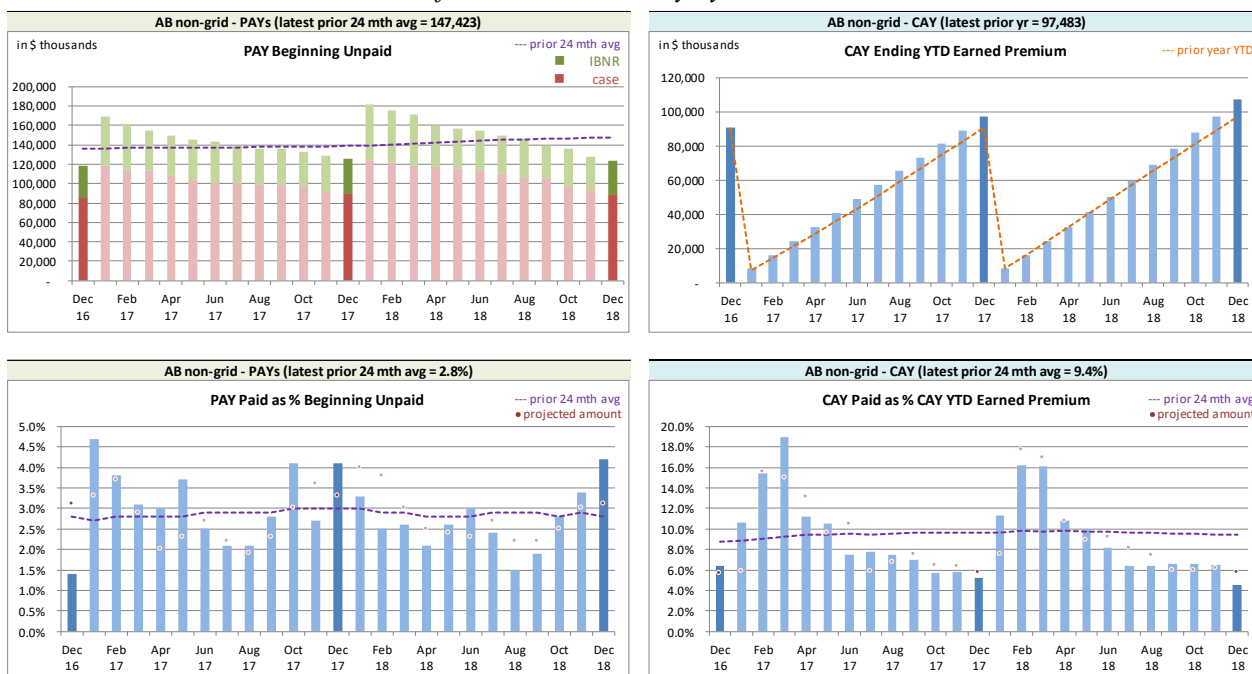 AB non-grid - PAYs (latest prior 24 mth avg = 147,423)
in $ thousands
PAY Beginning Unpaid
--- prior 24 mth avg
IBNR
case
200,000
180,000
160,000
140,000
120,000
100,000
80,000
60,000
40,000
20,000
-
Dec Feb Apr Jun Aug Oct Dec Feb Apr Jun Aug Oct Dec
16 17 17 17 17 17 17 18 18 18 18 18 18
AB non-grid - CAY (latest prior yr = 97,483)
in $ thousands
CAY Ending YTD Earned Premium
--- prior year YTD
120,000
100,000
80,000
60,000
40,000
20,000
-
Dec Feb Apr Jun Aug Oct Dec Feb Apr Jun Aug Oct Dec
16 17 17 17 17 17 17 18 18 18 18 18 18
AB non-grid - PAYs (latest prior 24 mth avg = 2.8%)
PAY Paid as % Beginning Unpaid
--- prior 24 mth avg
• projected amount
5.0%
4.5%
4.0%
3.5%
3.0%
2.5%
2.0%
1.5%
1.0%
0.5%
0.0%
Dec Feb Apr Jun Aug Oct Dec Feb Apr Jun Aug Oct Dec
16 17 17 17 17 17 17 18 18 18 18 18 18
AB non-grid - CAY (latest prior 24 mth avg = 9.4%)
CAY Paid as % CAY YTD Earned Premium
--- prior 24 mth avg
• projected amount
20.0%
18.0%
16.0%
14.0%
12.0%
10.0%
8.0%
6.0%
4.0%
2.0%
0.0%
Dec Feb Apr Jun Aug Oct Dec Feb Apr Jun Aug Oct Dec
16 17 17 17 17 17 17 18 18 18 18 18 18